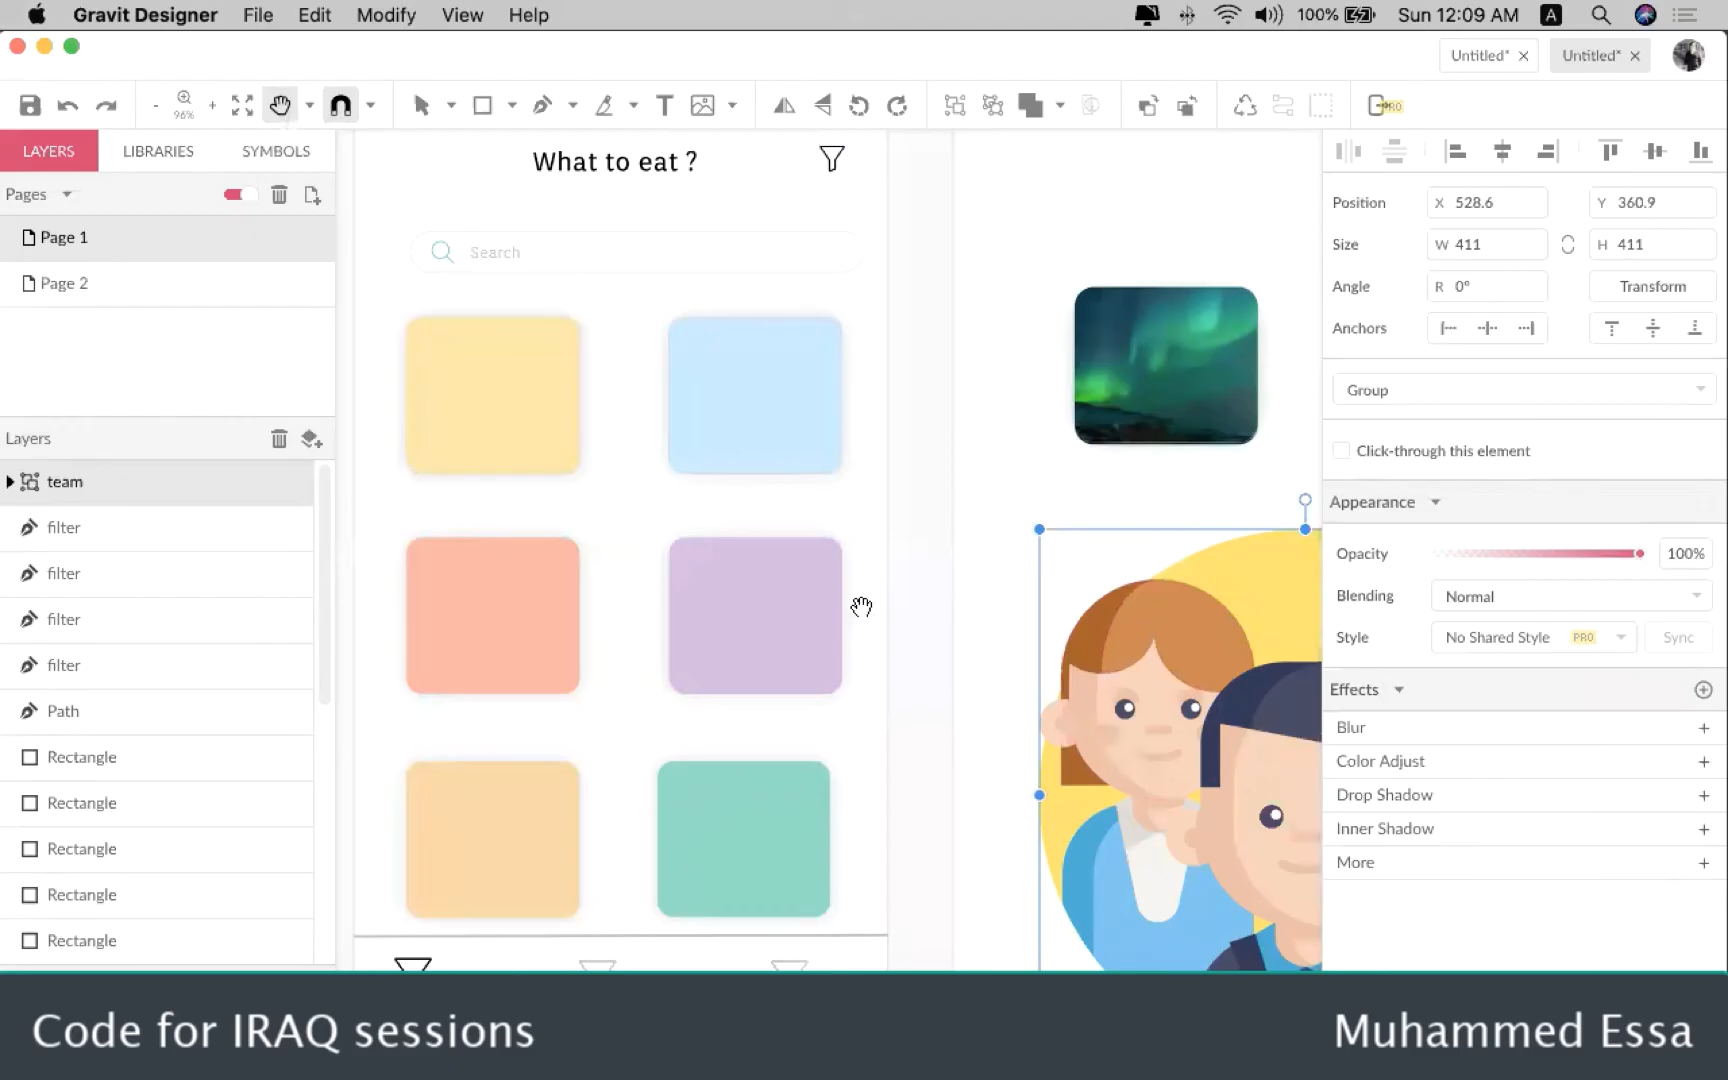 Gravit Designer File Edit Modify View Help 100% Sun 12:09 AM A
Untitled* Untitled*
- 96% + T PRO
LAYERS LIBRARIES SYMBOLS
Pages
Page 1
Page 2
Layers
team
filter
filter
filter
filter
Path
Rectangle
Rectangle
Rectangle
Rectangle
Rectangle
What to eat ?
Search
Position X 528.6 Y 360.9
Size W 411 H 411
Angle R 0° Transform
Anchors
Group
Click-through this element
Appearance
Opacity 100%
Blending Normal
Style No Shared Style PRO Sync
Effects
Blur +
Color Adjust +
Drop Shadow +
Inner Shadow +
More +
Code for IRAQ sessions Muhammed Essa